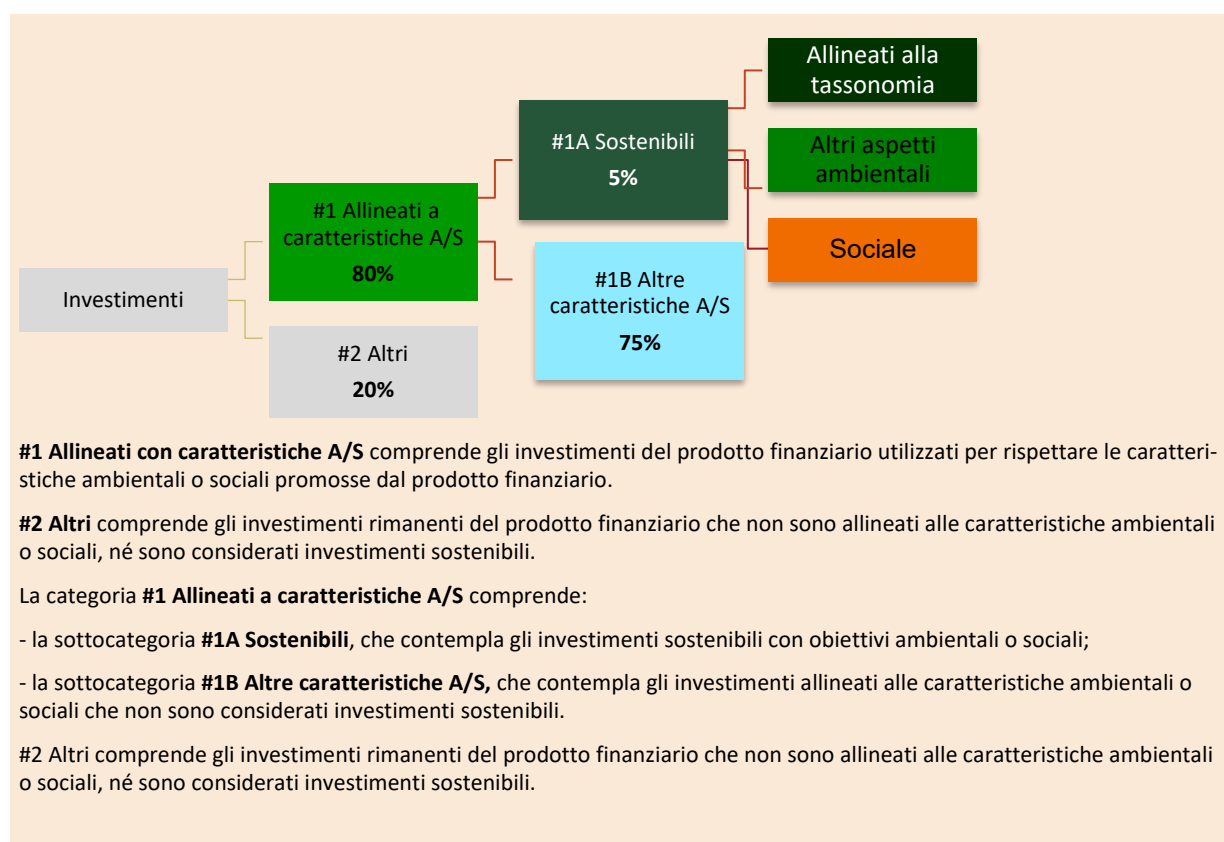 Allineati alla
tassonomia
#1A Sostenibili
5%
Altri aspetti
ambientali
#1 Allineati a
caratteristiche A/S
80%
Sociale
#1B Altre
caratteristiche A/S
75%
Investimenti
#2 Altri
20%
#1 Allineati con caratteristiche A/S comprende gli investimenti del prodotto finanziario utilizzati per rispettare le caratteri-
stiche ambientali o sociali promosse dal prodotto finanziario.
#2 Altri comprende gli investimenti rimanenti del prodotto finanziario che non sono allineati alle caratteristiche ambientali
o sociali, né sono considerati investimenti sostenibili.
La categoria #1 Allineati a caratteristiche A/S comprende:
- la sottocategoria #1A Sostenibili, che contempla gli investimenti sostenibili con obiettivi ambientali o sociali;
- la sottocategoria #1B Altre caratteristiche A/S, che contempla gli investimenti allineati alle caratteristiche ambientali o
sociali che non sono considerati investimenti sostenibili.
#2 Altri comprende gli investimenti rimanenti del prodotto finanziario che non sono allineati alle caratteristiche ambientali
o sociali, né sono considerati investimenti sostenibili.